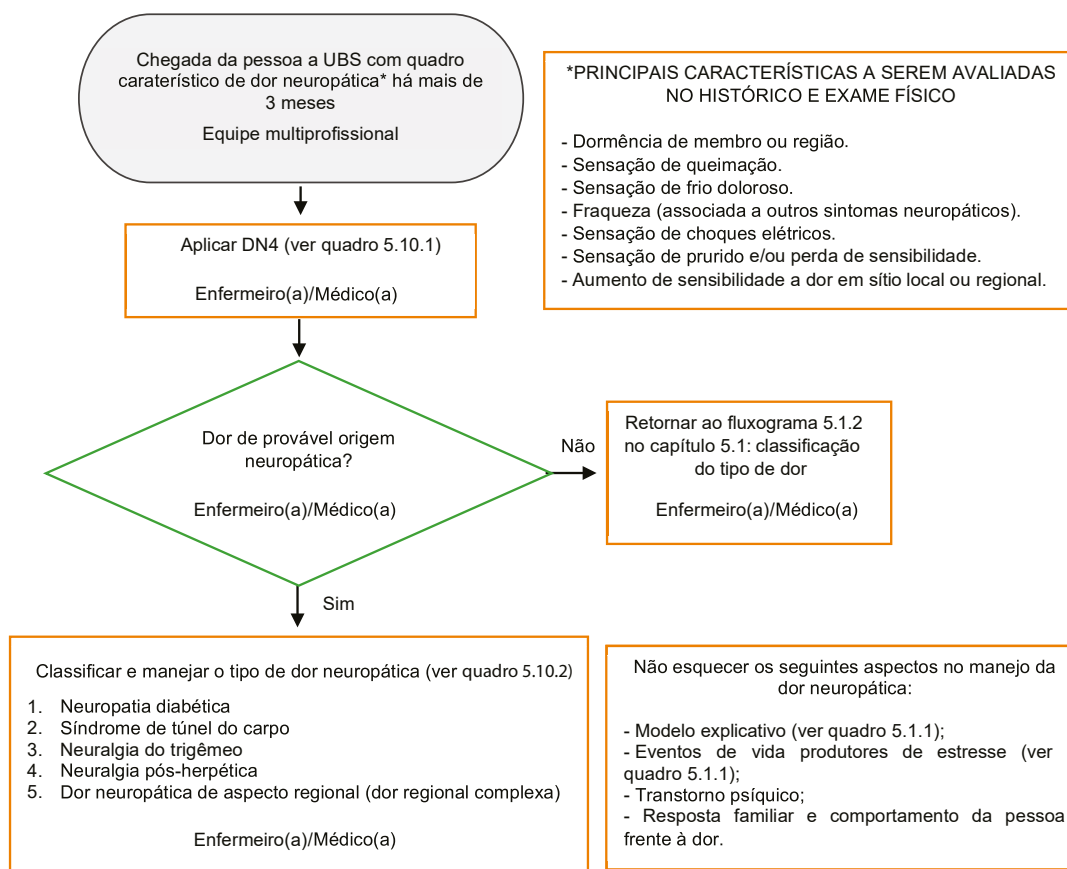 Chegada da pessoa a UBS com quadro
caraterístico de dor neuropática* há mais de
3 meses
Equipe multiprofissional
*PRINCIPAIS CARACTERÍSTICAS A SEREM AVALIADAS
NO HISTÓRICO E EXAME FÍSICO
- Dormência de membro ou região.
- Sensação de queimação.
- Sensação de frio doloroso.
- Fraqueza (associada a outros sintomas neuropáticos).
- Sensação de choques elétricos.
- Sensação de prurido e/ou perda de sensibilidade.
- Aumento de sensibilidade a dor em sítio local ou regional.
Aplicar DN4 (ver quadro 5.10.1)
Enfermeiro(a)/Médico(a)
Dor de provável origem
neuropática?
Enfermeiro(a)/Médico(a)
Não
Retornar ao fluxograma 5.1.2
no capítulo 5.1: classificação
do tipo de dor
Enfermeiro(a)/Médico(a)
Sim
Classificar e manejar o tipo de dor neuropática (ver quadro 5.10.2)
1. Neuropatia diabética
2. Síndrome de túnel do carpo
3. Neuralgia do trigêmeo
4. Neuralgia pós-herpética
5. Dor neuropática de aspecto regional (dor regional complexa)
Enfermeiro(a)/Médico(a)
Não esquecer os seguintes aspectos no manejo da
dor neuropática:
- Modelo explicativo (ver quadro 5.1.1);
- Eventos de vida produtores de estresse (ver
quadro 5.1.1);
- Transtorno psíquico;
- Resposta familiar e comportamento da pessoa
frente à dor.